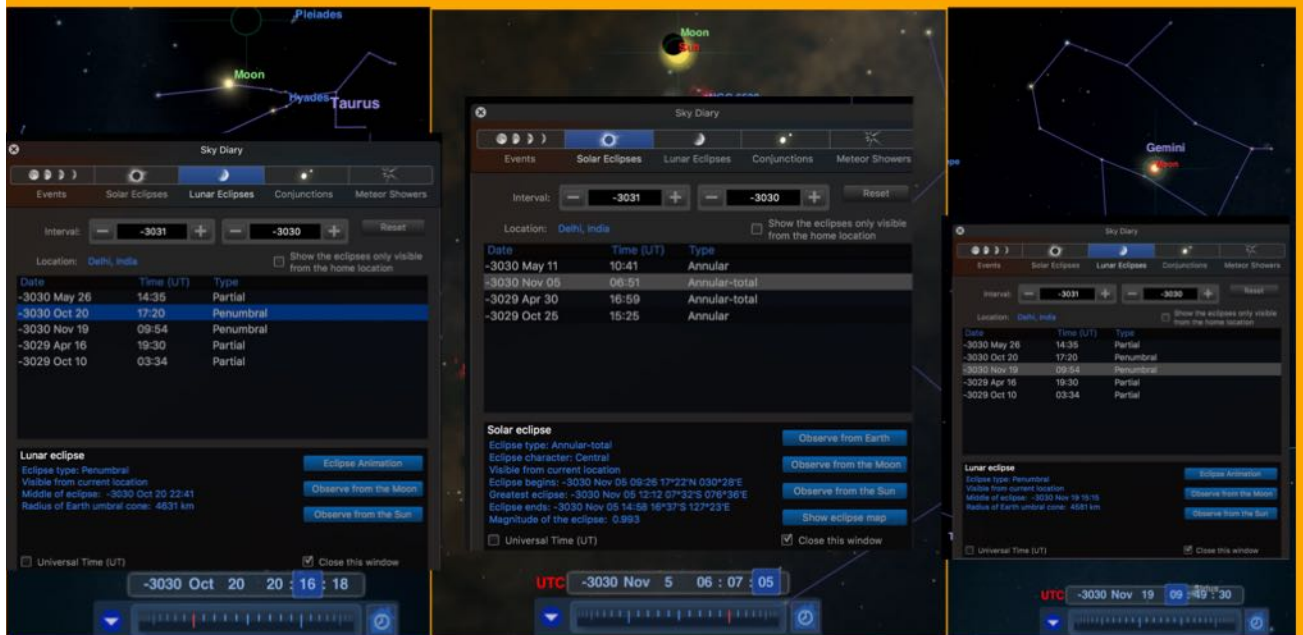 Pleiades
Moon
Hyades
Taurus
Sky Diary
Events Solar Eclipses Lunar Eclipses Conjunctions Meteor Showers
Interval: -3031 -3030 Reset
Location: Delhi, India
Show the eclipses only visible
from the home location
Date Time (UT) Type
-3030 May 26 14:35 Partial
-3030 Oct 20 17:20 Penumbral
-3030 Nov 19 09:54 Penumbral
-3029 Apr 16 19:30 Partial
-3029 Oct 10 03:34 Partial
Lunar eclipse
Eclipse type: Penumbral
Visible from current location
Middle of eclipse: -3030 Oct 20 22:41
Radius of Earth umbral cone: 4631 km
Eclipse Animation
Observe from the Moon
Observe from the Sun
Universal Time (UT) Close this window
-3030 Oct 20 20 : 16 : 18
Moon
Sun
Sky Diary
Events Solar Eclipses Lunar Eclipses Conjunctions Meteor Showers
Interval: -3031 -3030 Reset
Location: Delhi, India
Show the eclipses only visible
from the home location
Date Time (UT) Type
-3030 May 11 10:41 Annular
-3030 Nov 05 06:51 Annular-total
-3029 Apr 30 16:59 Annular-total
-3029 Oct 25 15:25 Annular
Solar eclipse
Eclipse type: Annular-total
Eclipse character: Central
Visible from current location
Eclipse begins: -3030 Nov 05 09:26 17°22'N 030°28'E
Greatest eclipse: -3030 Nov 05 12:12 07°32'S 076°36'E
Eclipse ends: -3030 Nov 05 14:58 16°37'S 127°23'E
Magnitude of the eclipse: 0.993
Observe from Earth
Observe from the Moon
Observe from the Sun
Show eclipse map
Universal Time (UT) Close this window
UTC -3030 Nov 5 06 : 07 : 05
Gemini
Moon
Sky Diary
Events Solar Eclipses Lunar Eclipses Conjunctions Meteor Showers
Interval: -3031 -3030 Reset
Location: Delhi, India
Show the eclipses only visible
from the home location
Date Time (UT) Type
-3030 May 26 14:35 Partial
-3030 Oct 20 17:20 Penumbral
-3030 Nov 19 09:54 Penumbral
-3029 Apr 16 19:30 Partial
-3029 Oct 10 03:34 Partial
Lunar eclipse
Eclipse type: Penumbral
Visible from current location
Middle of eclipse: -3030 Nov 19 15:15
Radius of Earth umbral cone: 4581 km
Eclipse Animation
Observe from the Moon
Observe from the Sun
Universal Time (UT) Close this window
Sirius
UTC -3030 Nov 19 09 : 49 : 30